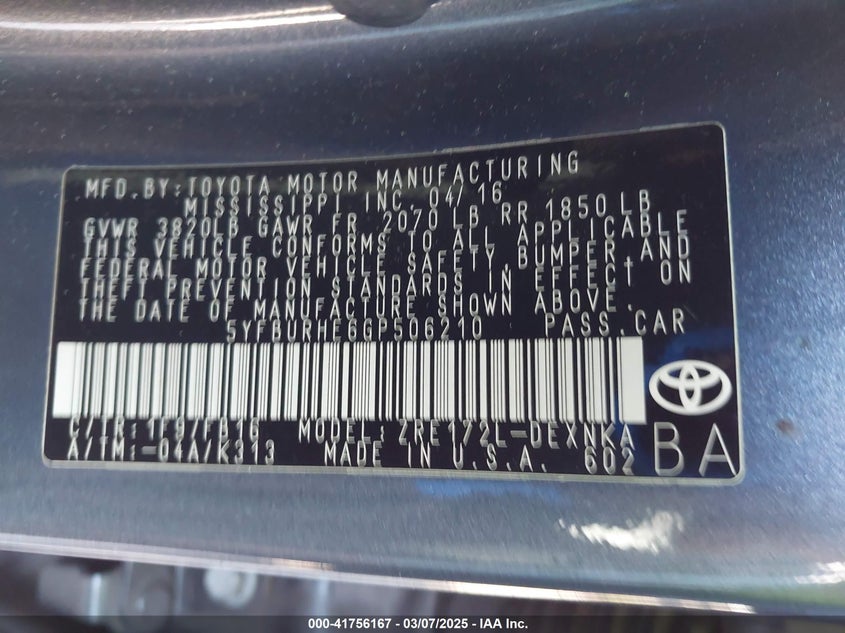 MFD.BY:TOYOTA MOTOR MANUFACTURING
MISSISSIPPI INC. 04/16
GVWR 3820LB GAWR FR. 2070 LB RR 1850 LB
THIS VEHICLE CONFORMS TO ALL APPLICABLE
FEDERAL MOTOR VEHICLE SAFETY,BUMPER,AND
THEFT PREVENTION STANDARDS IN EFFECT ON
THE DATE OF MANUFACTURE SHOWN ABOVE.
5YFBURHE6GP506210 PASS.CAR
C/TR:1F9/FB16 MODEL:ZRE172L-DEXNKA
A/TM:-04A/K313 MADE IN U.S.A. 602
BA
000-41756167 — 03/07/2025 — IAA Inc.